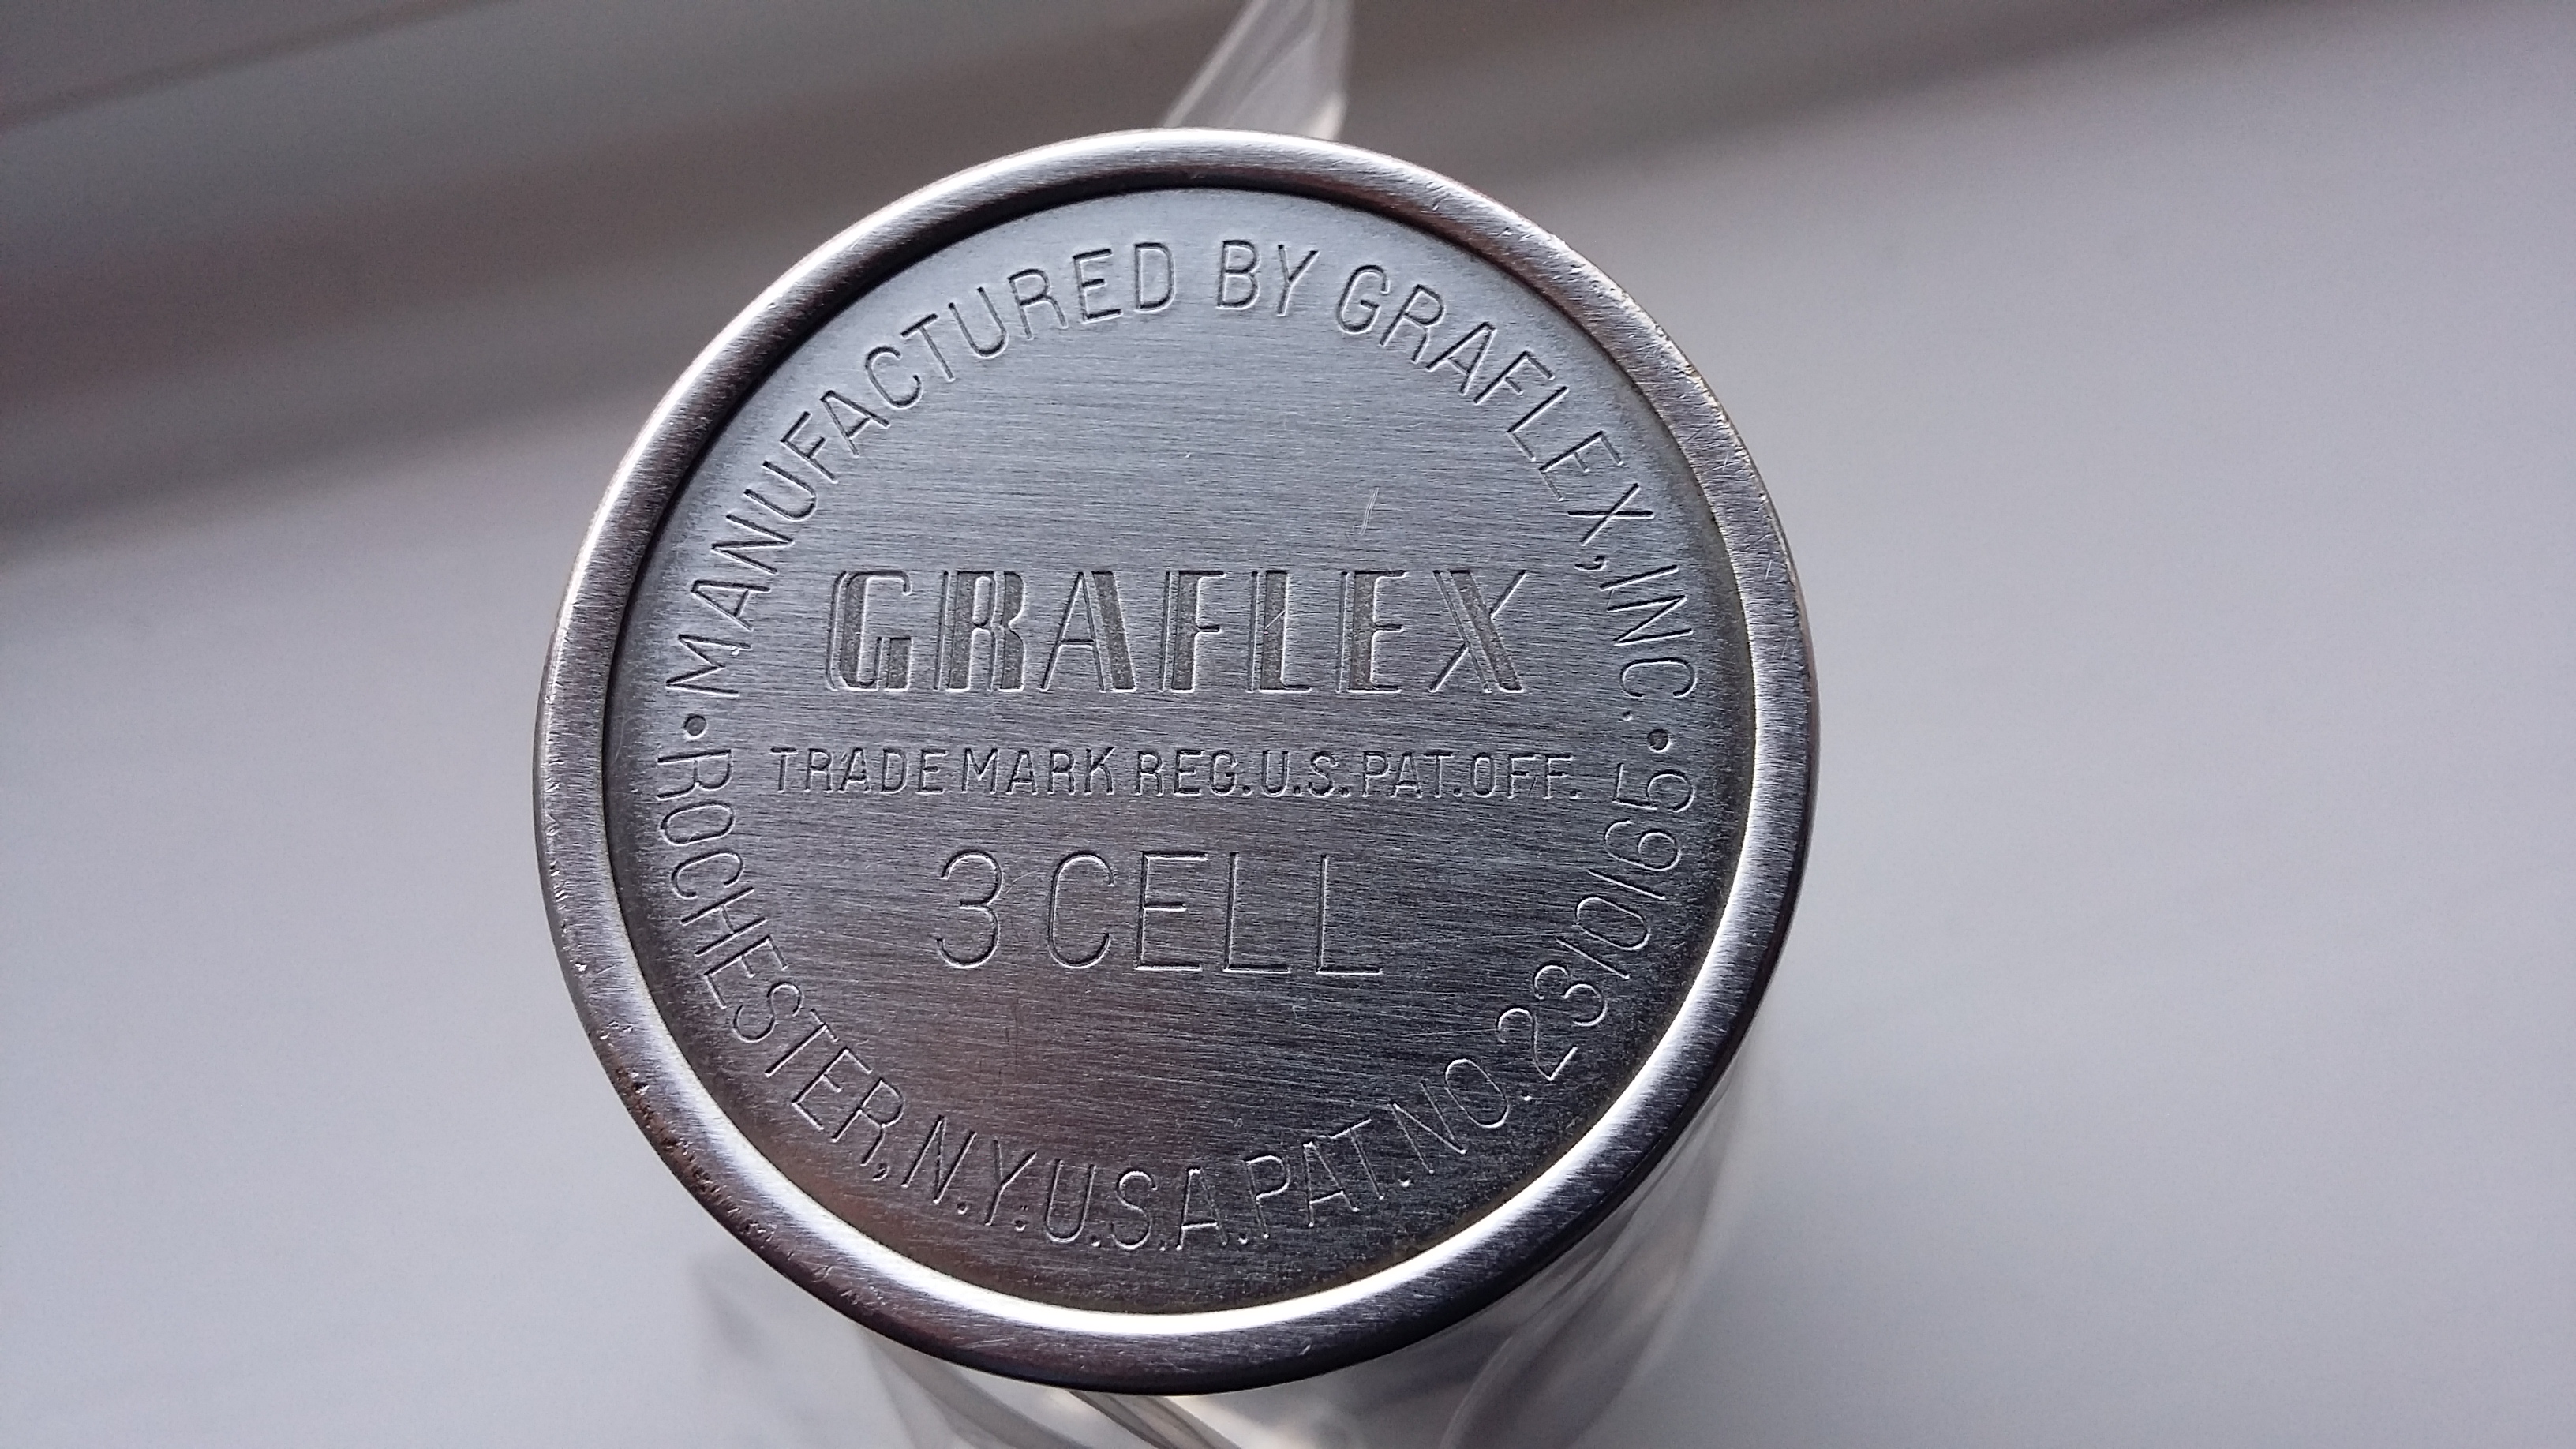 MANUFACTURED BY GRAFLEX, INC.
GRAFLEX
TRADE MARK REG. U.S. PAT. OFF.
3 CELL
•ROCHESTER, N.Y. U.S.A. PAT. NO. 2310165•